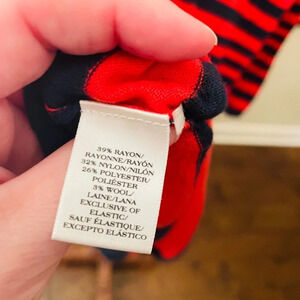 39% RAYON/
RAYONNE/RAYÓN
32% NYLON/NILÓN
26% POLYESTER/
POLIÉSTER
3% WOOL/
LAINE/LANA
EXCLUSIVE OF
ELASTIC/
SAUF ÉLASTIQUE/
EXCEPTO ELÁSTICO